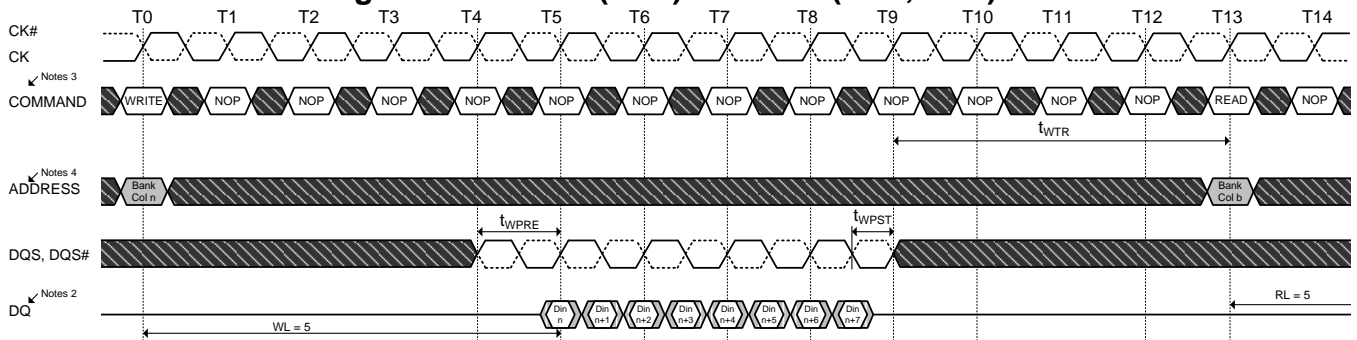 T0 T1 T2 T3 T4 T5 T6 T7 T8 T9 T10 T11 T12 T13 T14
CK#
CK
Notes 3
COMMAND WRITE NOP NOP NOP NOP NOP NOP NOP NOP NOP NOP NOP NOP READ NOP
tWTR
Notes 4
ADDRESS Bank Col n Bank Col b
tWPRE tWPST
DQS, DQS#
Notes 2
DQ Din n Din n+1 Din n+2 Din n+3 Din n+4 Din n+5 Din n+6 Din n+7
WL = 5 RL = 5